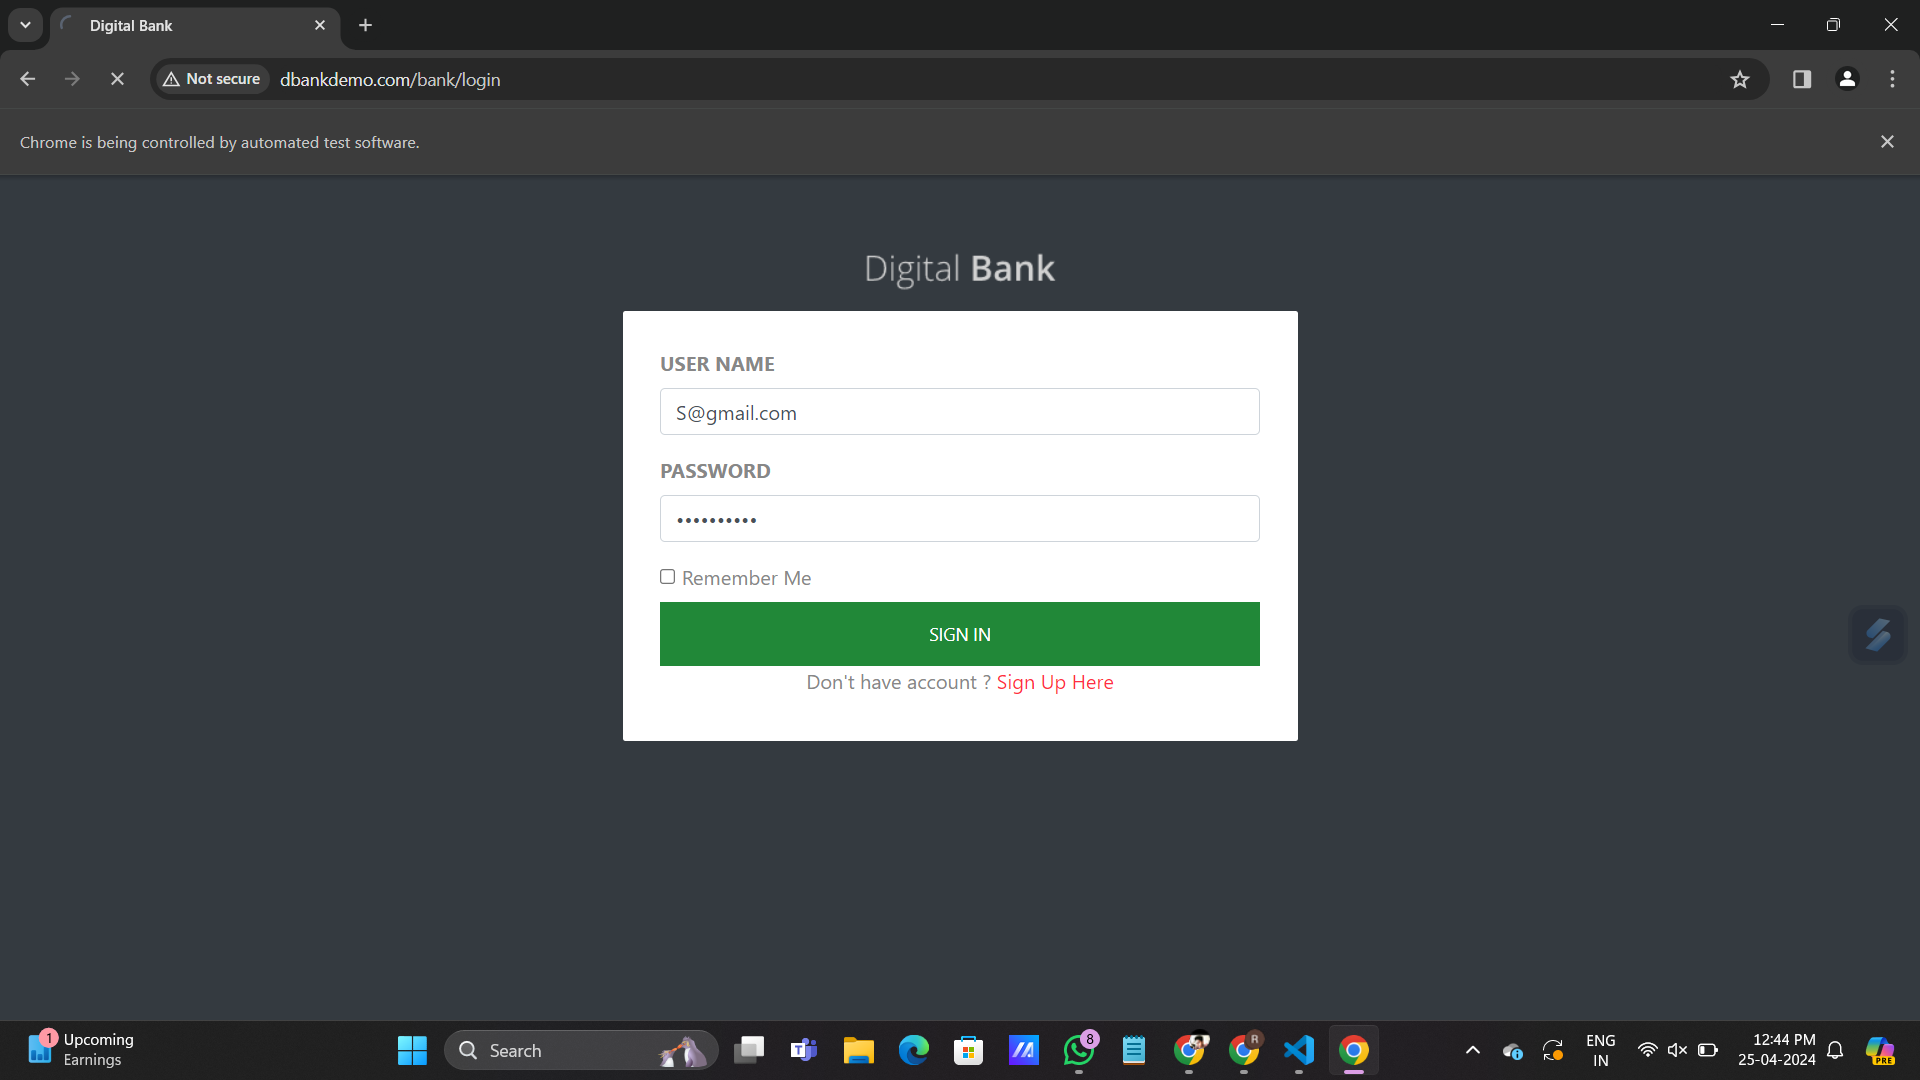 Digital Bank
Not secure
dbankdemo.com/bank/login
Chrome is being controlled by automated test software.
Digital Bank
USER NAME
S@gmail.com
PASSWORD
••••••••••
Remember Me
SIGN IN
Don't have account ? Sign Up Here
1
Upcoming
Earnings
Search
T
8
R
ENG
IN
12:44 PM
25-04-2024
PRE